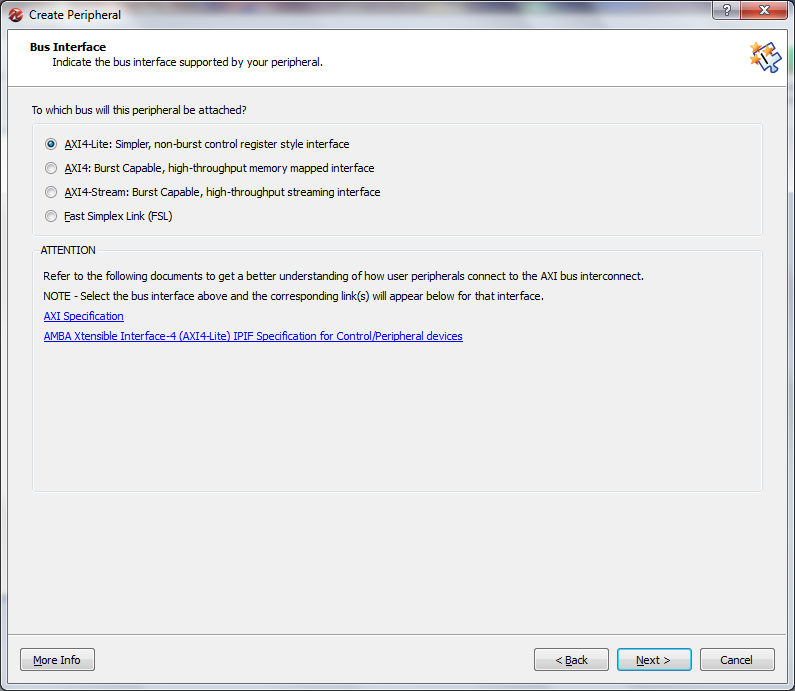 Create Peripheral
?
X
Bus Interface
Indicate the bus interface supported by your peripheral.
To which bus will this peripheral be attached?
AXI4-Lite: Simpler, non-burst control register style interface
AXI4: Burst Capable, high-throughput memory mapped interface
AXI4-Stream: Burst Capable, high-throughput streaming interface
Fast Simplex Link (FSL)
ATTENTION
Refer to the following documents to get a better understanding of how user peripherals connect to the AXI bus interconnect.
NOTE - Select the bus interface above and the corresponding link(s) will appear below for that interface.
AXI Specification
AMBA Xtensible Interface-4 (AXI4-Lite) IPIF Specification for Control/Peripheral devices
More Info
< Back
Next >
Cancel